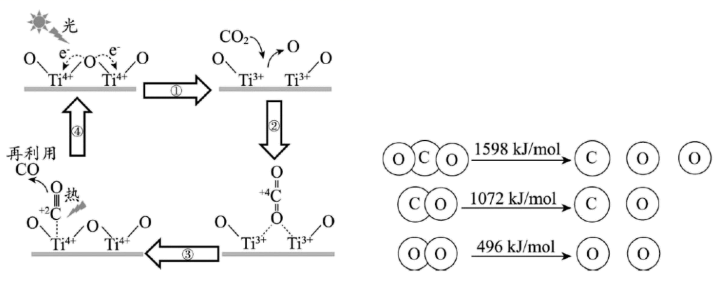 光
O e⁻ O e⁻ O
Ti⁴⁺ Ti⁴⁺
①
CO₂ O
O O
Ti³⁺ Ti³⁺
④
②
再利用
CO
O
热
+2 C
O O O
Ti⁴⁺ Ti⁴⁺
③
O
+4 C
O O O
Ti³⁺ Ti³⁺
O C O 1598 kJ/mol C O O
C O 1072 kJ/mol C O
O O 496 kJ/mol O O